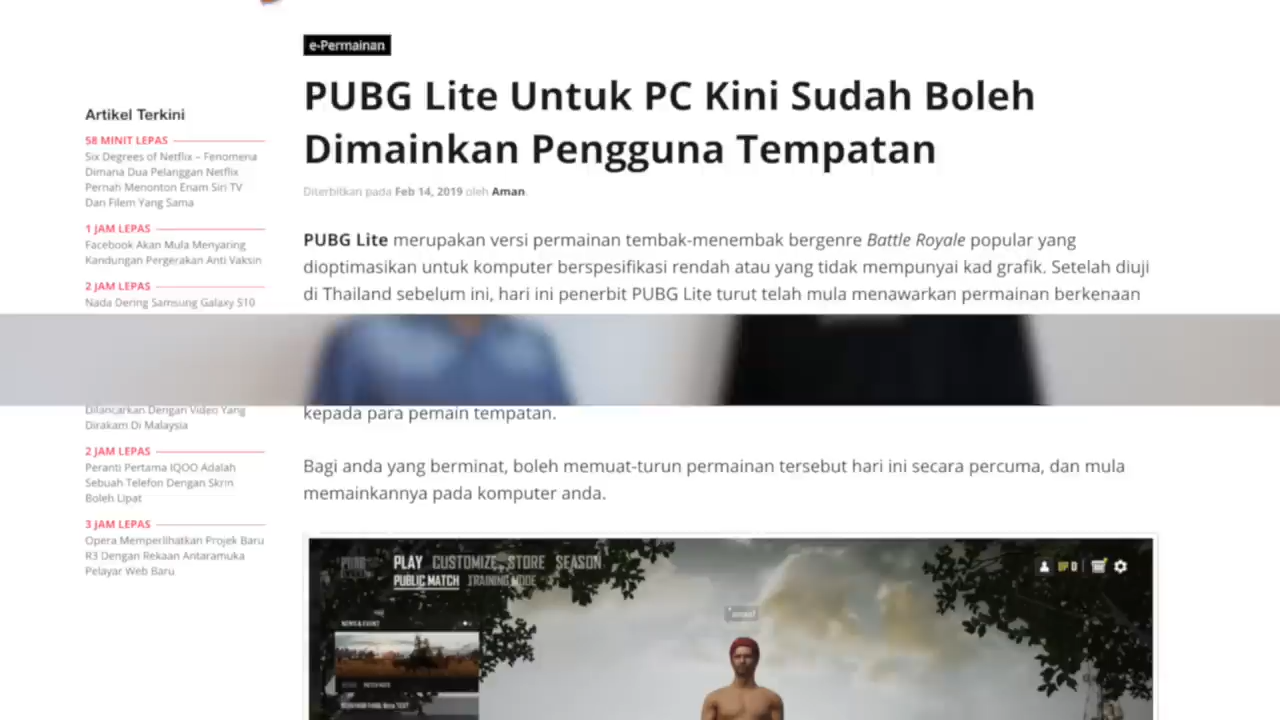 e-Permainan
PUBG Lite Untuk PC Kini Sudah Boleh
Dimainkan Pengguna Tempatan
Diterbitkan pada Feb 14, 2019 oleh Aman.
Artikel Terkini
58 MINIT LEPAS
Six Degrees of Netflix – Fenomena
Dimana Dua Pelanggan Netflix
Pernah Menonton Enam Siri TV
Dan Filem Yang Sama
1 JAM LEPAS
Facebook Akan Mula Menyaring
Kandungan Pergerakan Anti Vaksin
2 JAM LEPAS
Nada Dering Samsung Galaxy S10
Dilancarkan Dengan Video Yang
Dirakam Di Malaysia
2 JAM LEPAS
Peranti Pertama IQOO Adalah
Sebuah Telefon Dengan Skrin
Boleh Lipat
3 JAM LEPAS
Opera Memperlihatkan Projek Baru
R3 Dengan Rekaan Antaramuka
Pelayar Web Baru
PUBG Lite merupakan versi permainan tembak-menembak bergenre Battle Royale popular yang
dioptimasikan untuk komputer berspesifikasi rendah atau yang tidak mempunyai kad grafik. Setelah diuji
di Thailand sebelum ini, hari ini penerbit PUBG Lite turut telah mula menawarkan permainan berkenaan
kepada para pemain tempatan.
Bagi anda yang berminat, boleh memuat-turun permainan tersebut hari ini secara percuma, dan mula
memainkannya pada komputer anda.
PLAY CUSTOMIZE STORE SEASON
PUBLIC MATCH TRAINING MODE
BP 0
NEWS & EVENT